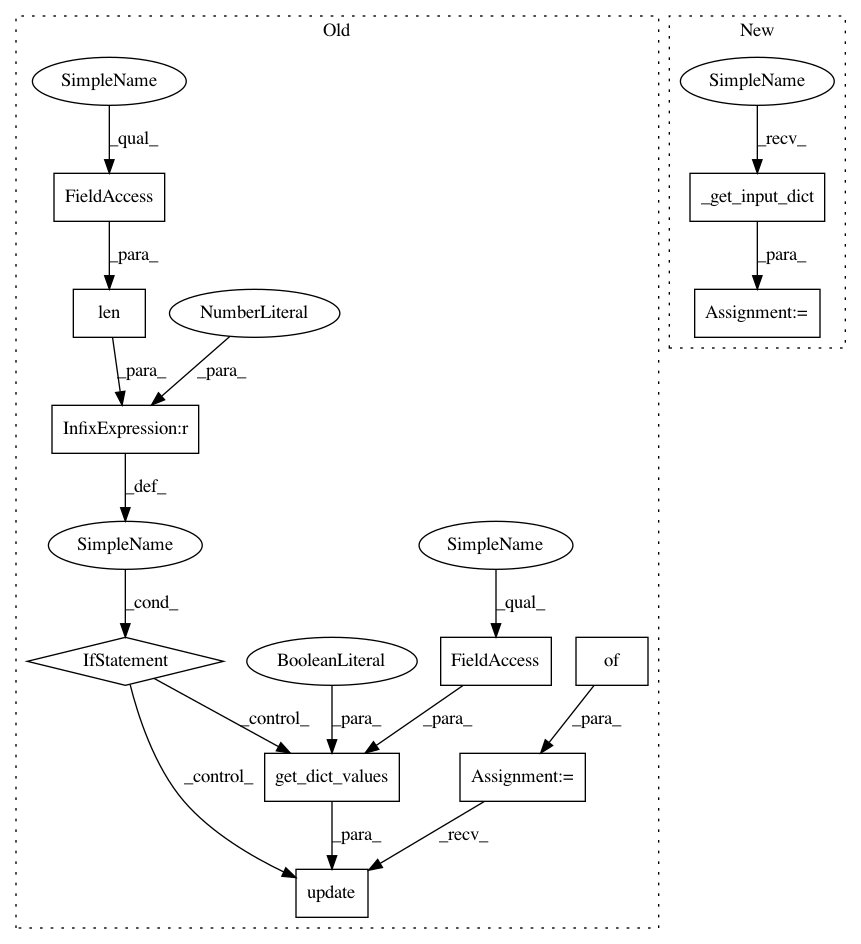 Old
New
SimpleName
SimpleName
_qual_
_recv_
FieldAccess
_get_input_dict
_para_
_para_
len
NumberLiteral
Assignment:=
_para_
_para_
InfixExpression:r
_def_
SimpleName
SimpleName
_cond_
_qual_
IfStatement
BooleanLiteral
FieldAccess
of
_control_
_para_
_para_
_para_
_control_
get_dict_values
Assignment:=
_para_
_recv_
update